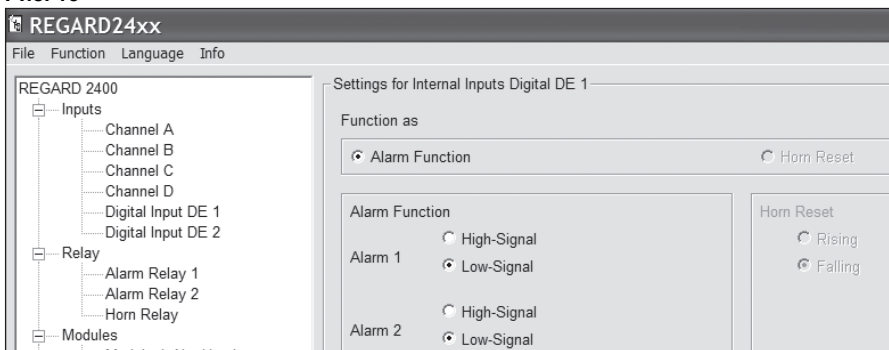 REGARD24xx
File Function Language Info
REGARD 2400
Inputs
Channel A
Channel B
Channel C
Channel D
Digital Input DE 1
Digital Input DE 2
Relay
Alarm Relay 1
Alarm Relay 2
Horn Relay
Modules
Settings for Internal Inputs Digital DE 1
Function as
Alarm Function
Horn Reset
Alarm Function
High-Signal
Alarm 1
Low-Signal
High-Signal
Alarm 2
Low-Signal
Horn Reset
Rising
Falling